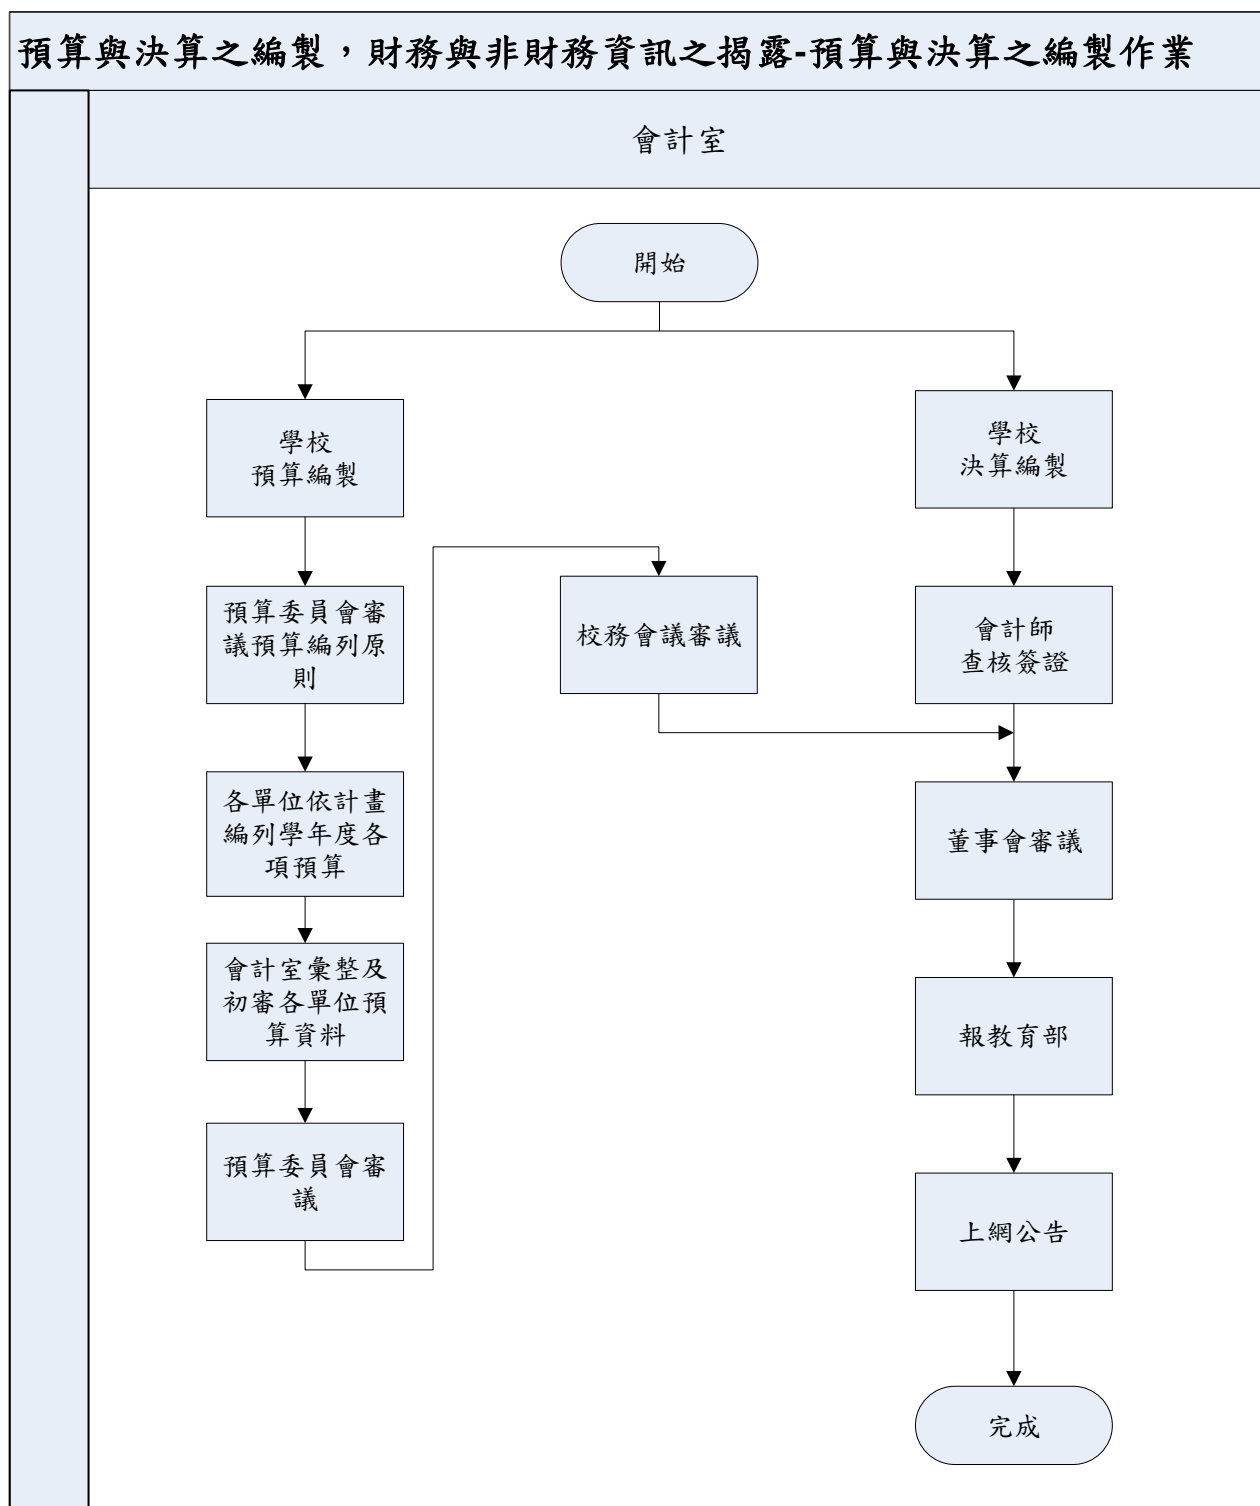 預算與決算之編製，財務與非財務資訊之揭露-預算與決算之編製作業
會計室
開始
學校
預算編製
預算委員會審
議預算編列原
則
各單位依計畫
編列學年度各
項預算
會計室彙整及
初審各單位預
算資料
預算委員會審
議
校務會議審議
學校
決算編製
會計師
查核簽證
董事會審議
報教育部
上網公告
完成